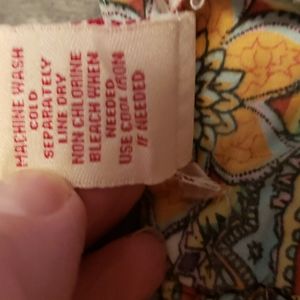 MACHINE WASH
COLD
SEPARATELY
LINE DRY
NON CHLORINE
BLEACH WHEN
NEEDED
USE COOL IRON
IF NEEDED